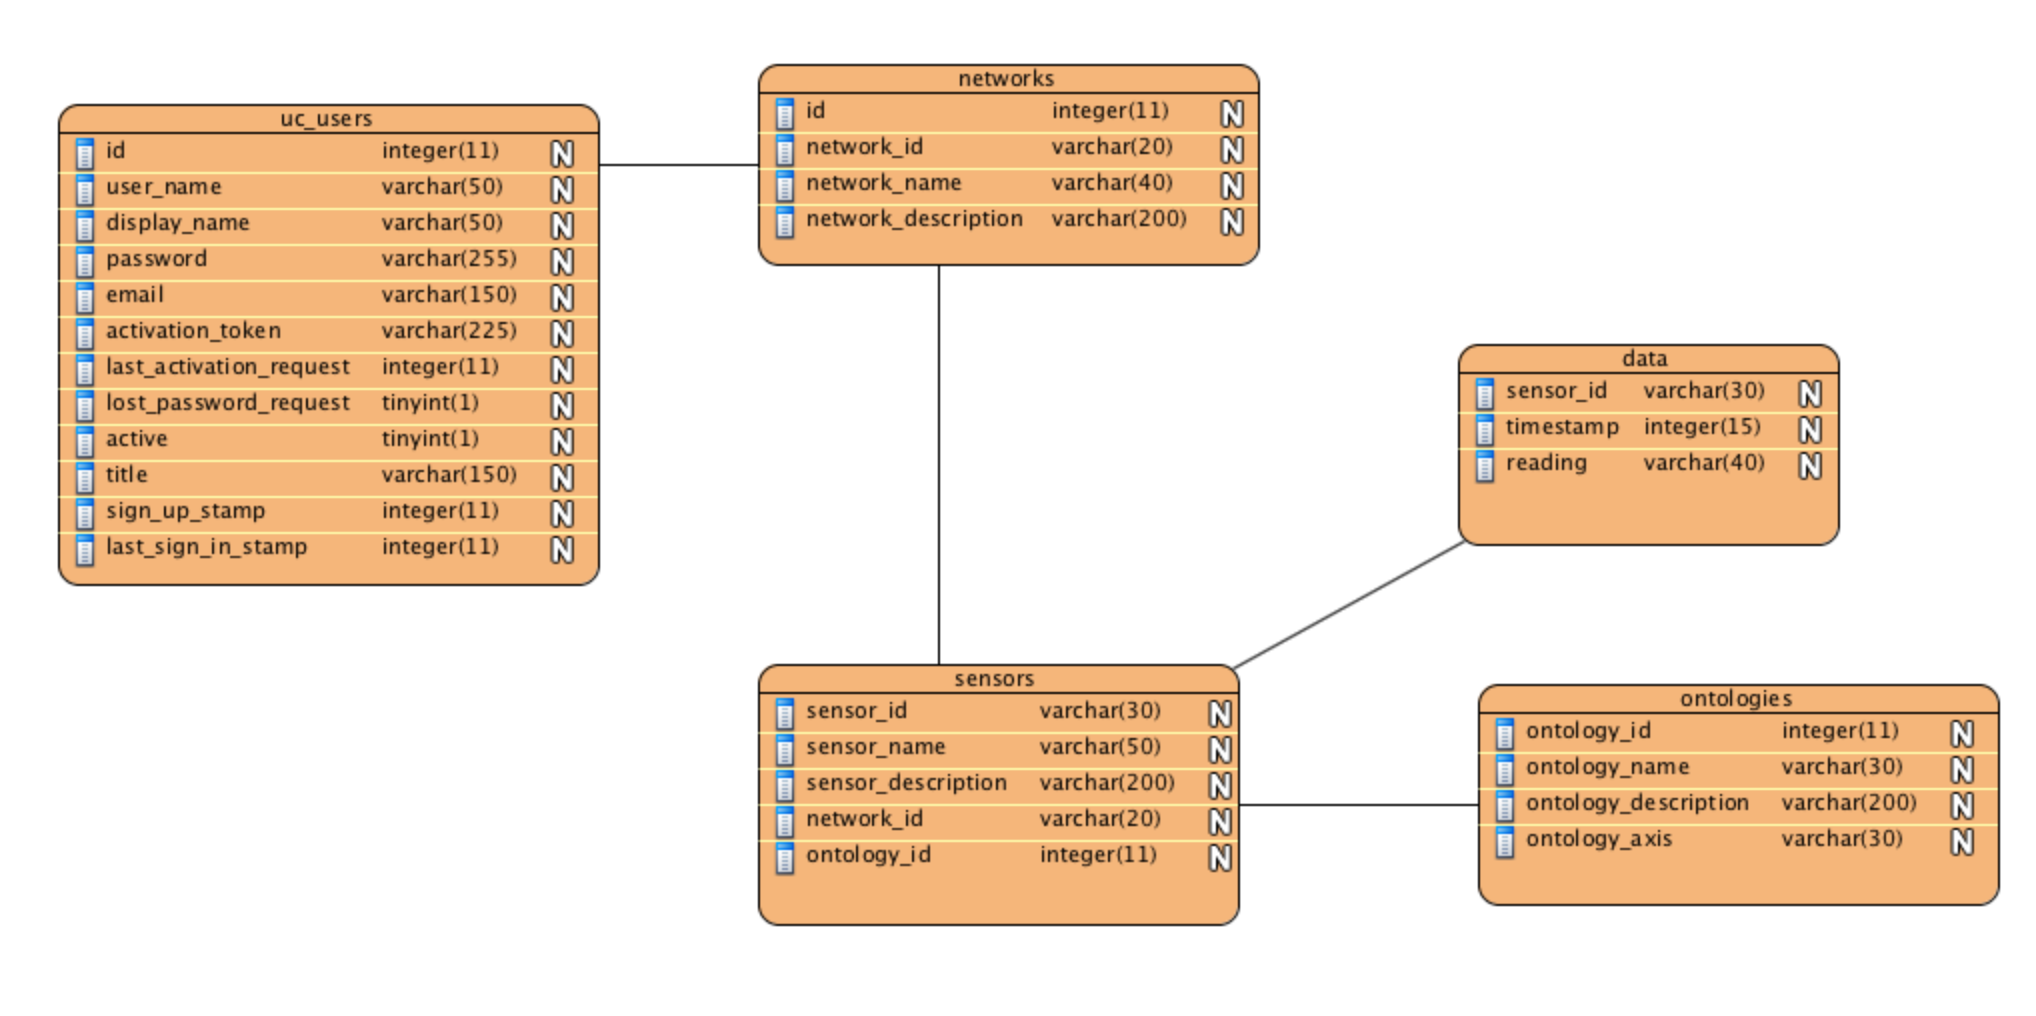 uc_users
id integer(11) N
user_name varchar(50) N
display_name varchar(50) N
password varchar(255) N
email varchar(150) N
activation_token varchar(225) N
last_activation_request integer(11) N
lost_password_request tinyint(1) N
active tinyint(1) N
title varchar(150) N
sign_up_stamp integer(11) N
last_sign_in_stamp integer(11) N
networks
id integer(11) N
network_id varchar(20) N
network_name varchar(40) N
network_description varchar(200) N
data
sensor_id varchar(30) N
timestamp integer(15) N
reading varchar(40) N
sensors
sensor_id varchar(30) N
sensor_name varchar(50) N
sensor_description varchar(200) N
network_id varchar(20) N
ontology_id integer(11) N
ontologies
ontology_id integer(11) N
ontology_name varchar(30) N
ontology_description varchar(200) N
ontology_axis varchar(30) N